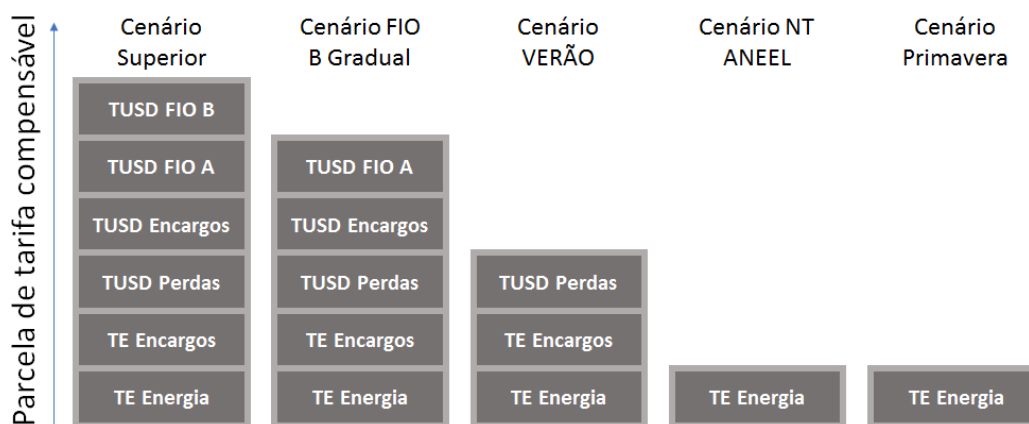 Parcela de tarifa compensável
Cenário
Superior
Cenário FIO
B Gradual
Cenário
VERÃO
Cenário NT
ANEEL
Cenário
Primavera
TUSD FIO B
TUSD FIO A
TUSD Encargos
TUSD Perdas
TE Encargos
TE Energia
TUSD FIO A
TUSD Encargos
TUSD Perdas
TE Encargos
TE Energia
TUSD Perdas
TE Encargos
TE Energia
TE Energia
TE Energia